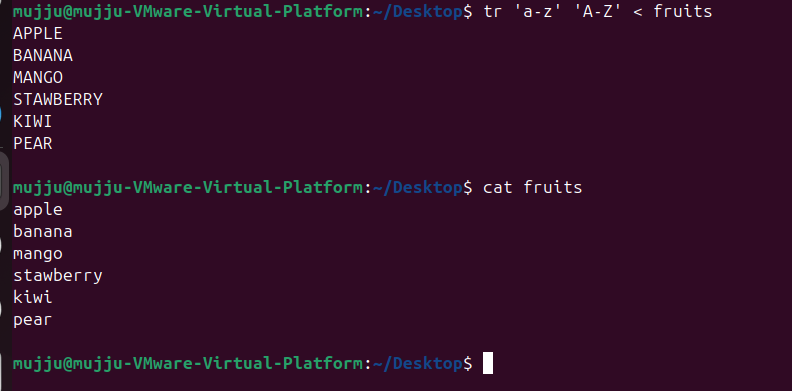 mujju@mujju-VMware-Virtual-Platform:~/Desktop$ tr 'a-z' 'A-Z' < fruits
APPLE
BANANA
MANGO
STAWBERRY
KIWI
PEAR
mujju@mujju-VMware-Virtual-Platform:~/Desktop$ cat fruits
apple
banana
mango
stawberry
kiwi
pear
mujju@mujju-VMware-Virtual-Platform:~/Desktop$